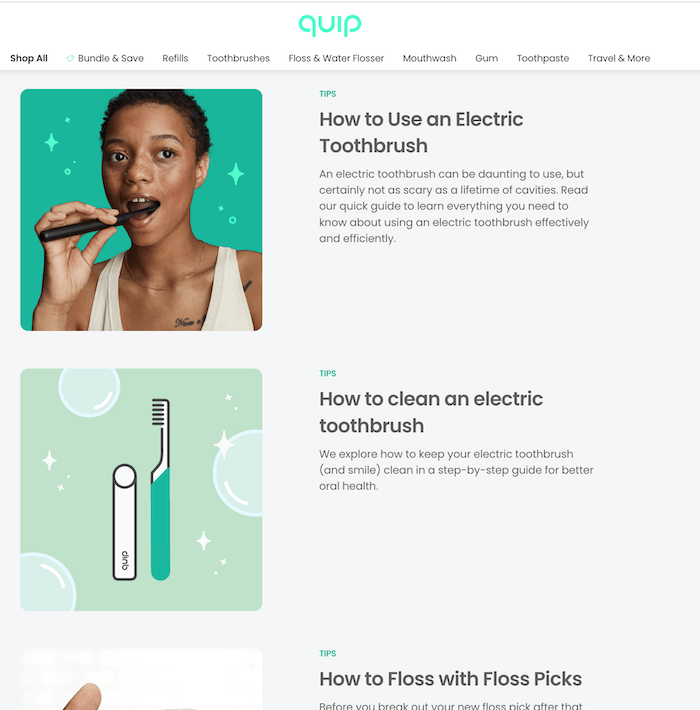 quip
Shop All Bundle & Save Refills Toothbrushes Floss & Water Flosser Mouthwash Gum Toothpaste Travel & More
TIPS
How to Use an Electric
Toothbrush
An electric toothbrush can be daunting to use, but
certainly not as scary as a lifetime of cavities. Read
our quick guide to learn everything you need to
know about using an electric toothbrush effectively
and efficiently.
TIPS
How to clean an electric
toothbrush
We explore how to keep your electric toothbrush
(and smile) clean in a step-by-step guide for better
oral health.
quip
TIPS
How to Floss with Floss Picks
Before you break out your new floss pick after that